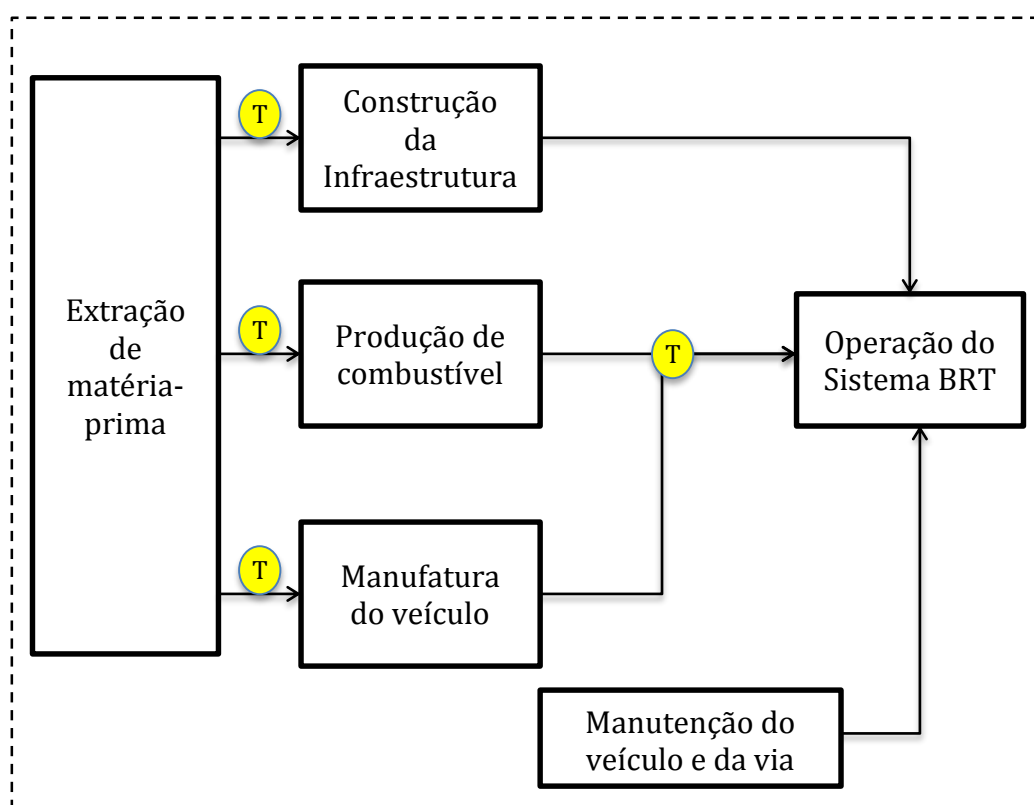 Extração
de
matéria-
prima
T
Construção
da
Infraestrutura
T
Produção de
combustível
T
Operação do
Sistema BRT
T
Manufatura
do veículo
Manutenção do
veículo e da via